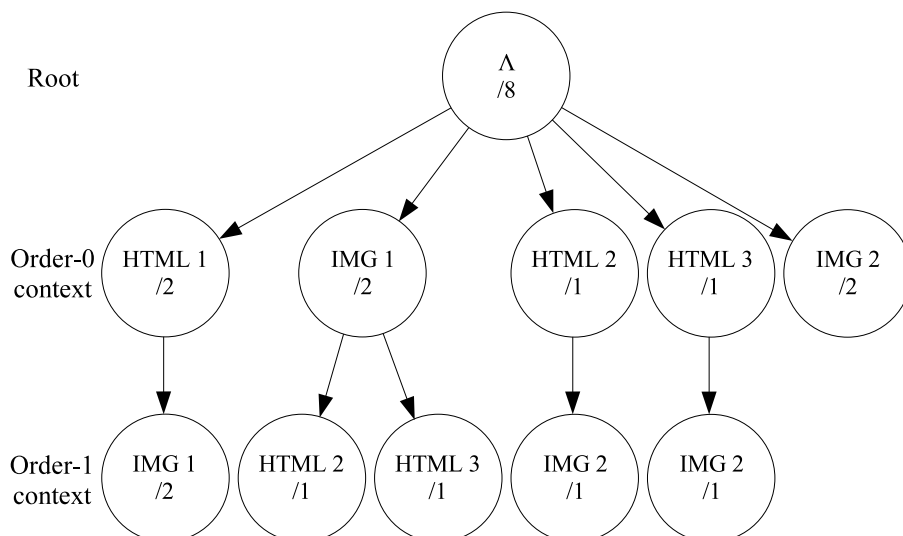 Root
Λ
/8
Order-0
context
HTML 1
/2
IMG 1
/2
HTML 2
/1
HTML 3
/1
IMG 2
/2
Order-1
context
IMG 1
/2
HTML 2
/1
HTML 3
/1
IMG 2
/1
IMG 2
/1